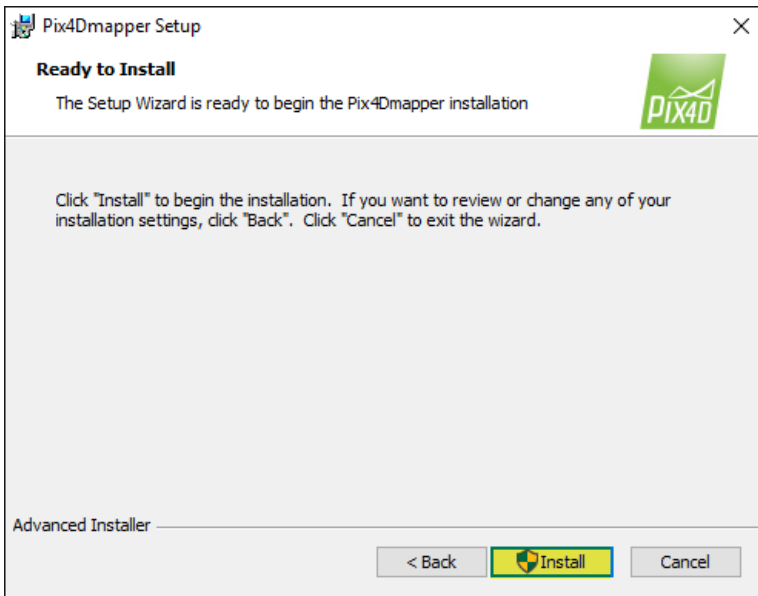 Pix4Dmapper Setup
Ready to Install
The Setup Wizard is ready to begin the Pix4Dmapper installation
PIX4D
Click "Install" to begin the installation. If you want to review or change any of your
installation settings, click "Back". Click "Cancel" to exit the wizard.
Advanced Installer
< Back
Install
Cancel